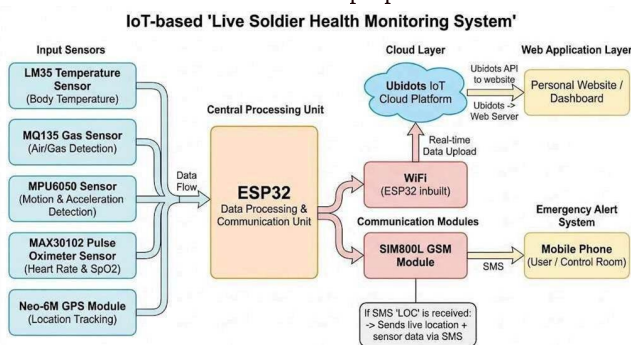 IoT-based 'Live Soldier Health Monitoring System'
Input Sensors
LM35 Temperature
Sensor
(Body Temperature)
MQ135 Gas Sensor
(Air/Gas Detection)
MPU6050 Sensor
(Motion & Acceleration
Detection)
MAX30102 Pulse
Oximeter Sensor
(Heart Rate & SpO2)
Neo-6M GPS Module
(Location Tracking)
Data
Flow
Central Processing Unit
ESP32
Data Processing &
Communication Unit
Cloud Layer
Ubidots IoT
Cloud Platform
Real-time
Data Upload
WiFi
(ESP32 inbuilt)
Communication Modules
SIM800L GSM
Module
If SMS 'LOC' is received:
-> Sends live location +
sensor data via SMS
Web Application Layer
Ubidots API
to website
Ubidots ->
Web Server
Personal Website /
Dashboard
Emergency Alert
System
SMS
Mobile Phone
(User / Control Room)